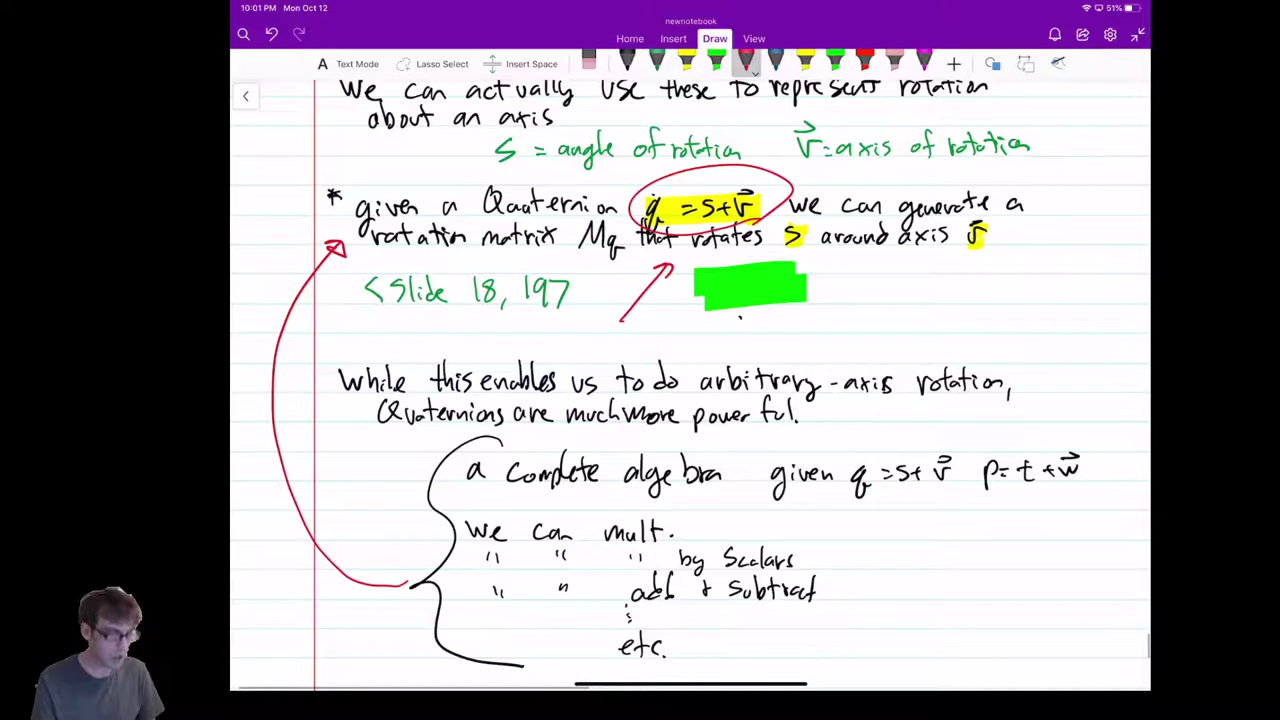 10:01 PM Mon Oct 12
51%
newnotebook
Home Insert Draw View
Text Mode Lasso Select Insert Space
We can actually use these to represent rotation
about an axis
s = angle of rotation v = axis of rotation
* given a Quaternion q = s + v we can generate a
rotation matrix Mq that rotates s around axis v
< Slide 18, 197
While this enables us to do arbitrary-axis rotation,
Quaternions are much more powerful.
a complete algebra given q = s + v p = t + w
we can mult.
" " " by scalars
" " add & subtract
etc.